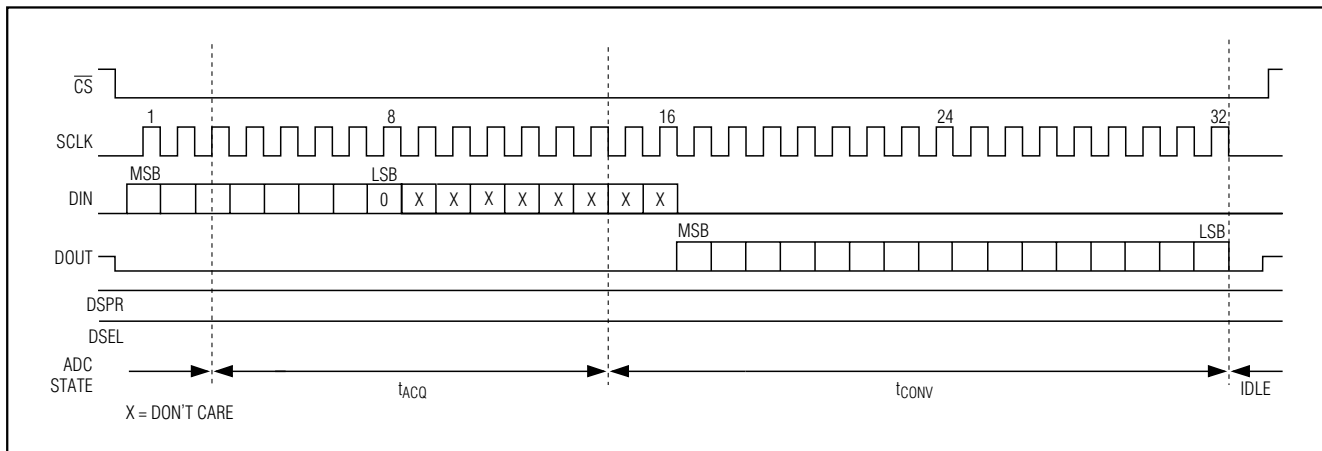 CS
1 8 16 24 32
SCLK
MSB LSB
DIN 0 X X X X X X X X
MSB LSB
DOUT
DSPR
DSEL
ADC STATE tACQ tCONV IDLE
X = DON'T CARE